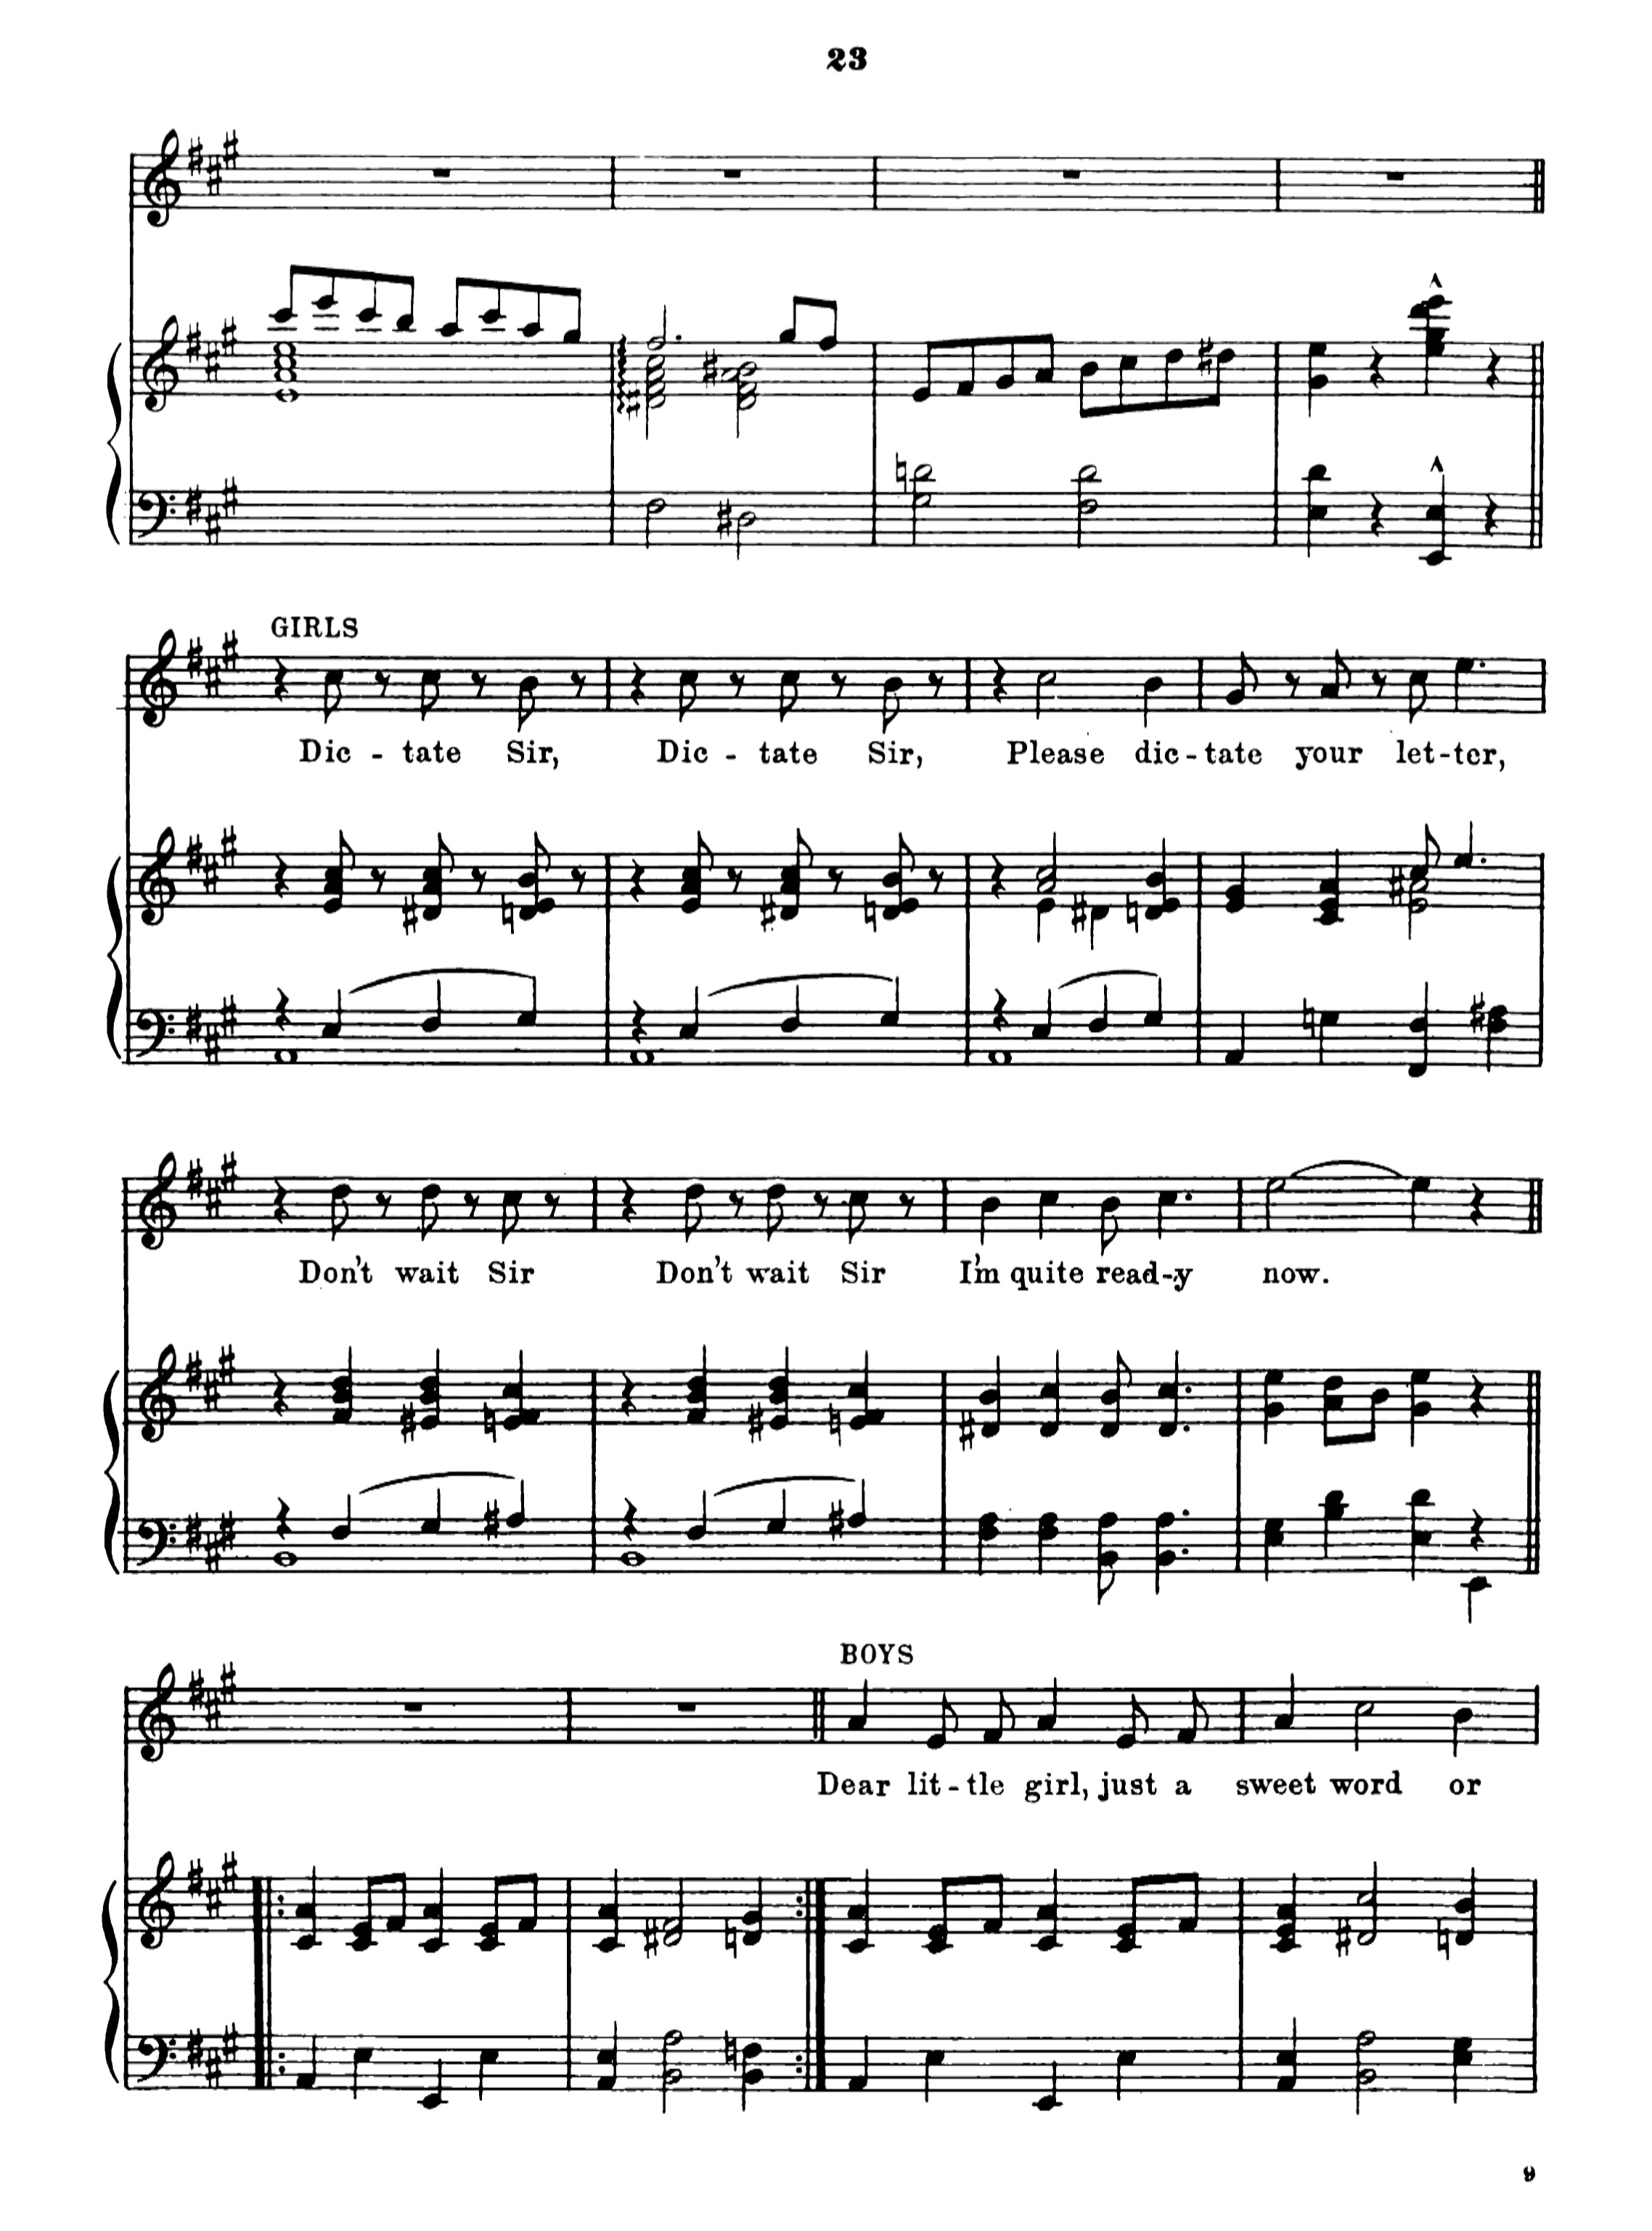 23
GIRLS
Dic - tate Sir, Dic - tate Sir, Please dic - tate your let - ter,
Don't wait Sir Don't wait Sir I'm quite read - y now.
BOYS
Dear lit - tle girl, just a sweet word or
9